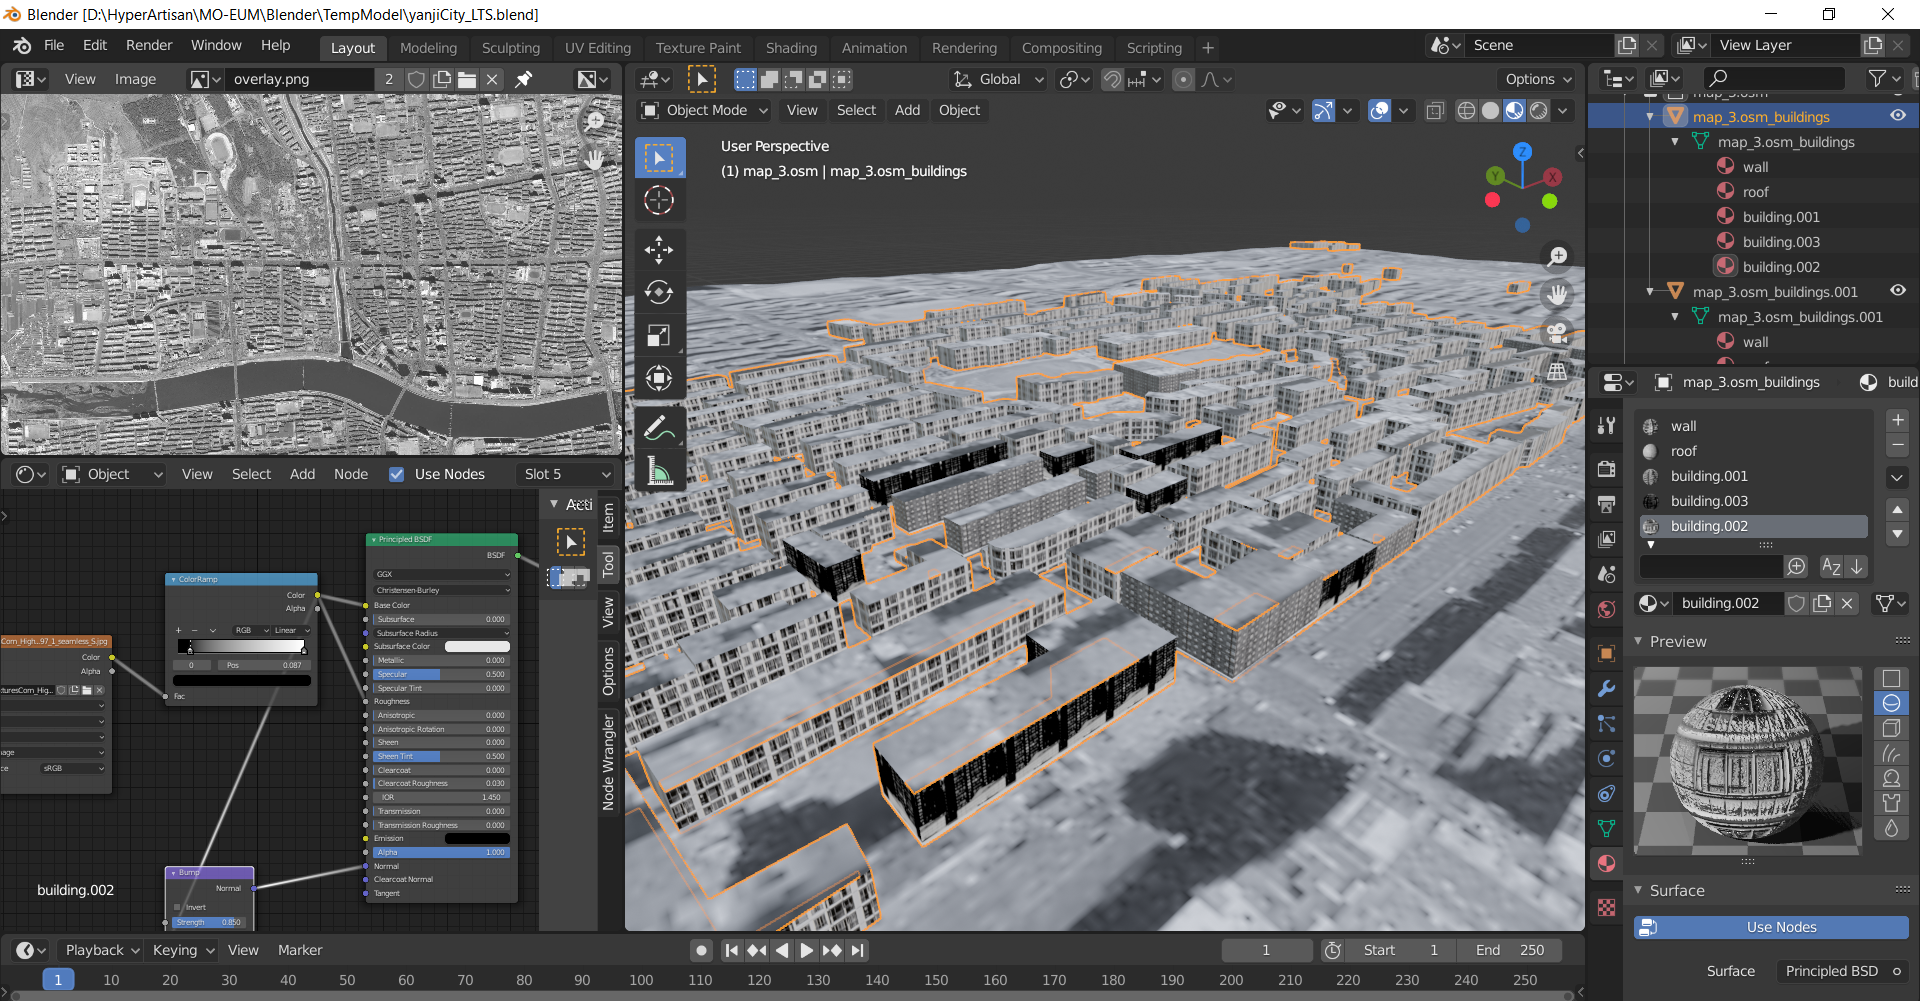 Blender [D:\HyperArtisan\MO-EUM\Blender\TempModel\yanjiCity_LTS.blend]
File Edit Render Window Help Layout Modeling Sculpting UV Editing Texture Paint Shading Animation Rendering Compositing Scripting + Scene View Layer
View Image overlay.png 2
Global Options
Object Mode View Select Add Object
User Perspective
(1) map_3.osm | map_3.osm_buildings
Z
Y
X
map_3.osm
map_3.osm_buildings
map_3.osm_buildings
wall
roof
building.001
building.003
building.002
map_3.osm_buildings.001
map_3.osm_buildings.001
wall
map_3.osm_buildings build
wall
roof
building.001
building.003
building.002
building.002
Preview
Surface
Use Nodes
Surface Principled BSD
Object View Select Add Node Use Nodes Slot 5
Acti
Item
Tool
View
Options
Node Wrangler
Com_High...97_1_seamless_S.jpg
Color
Alpha
turesCom_Hig...
sRGB
ColorRamp
Color
Alpha
+ − RGB Linear
0 Pos 0.087
Fac
Principled BSDF
BSDF
GGX
Christensen-Burley
Base Color
Subsurface 0.000
Subsurface Radius
Subsurface Color
Metallic 0.000
Specular 0.500
Specular Tint 0.000
Roughness
Anisotropic 0.000
Anisotropic Rotation 0.000
Sheen 0.000
Sheen Tint 0.500
Clearcoat 0.000
Clearcoat Roughness 0.030
IOR 1.450
Transmission 0.000
Transmission Roughness 0.000
Emission
Alpha 1.000
Normal
Clearcoat Normal
Tangent
Bump
Normal
Invert
Strength 0.850
building.002
Playback Keying View Marker 1 Start 1 End 250
1 10 20 30 40 50 60 70 80 90 100 110 120 130 140 150 160 170 180 190 200 210 220 230 240 250